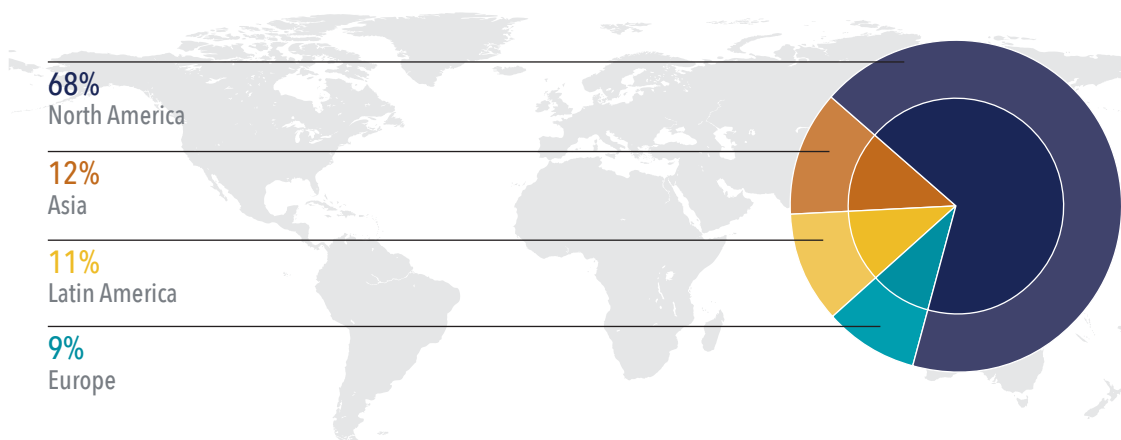 68%
North America
12%
Asia
11%
Latin America
9%
Europe